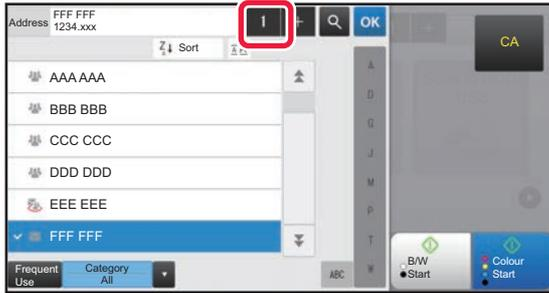 Address FFF FFF
1234.xxx
1
+
OK
CA
Sort
AAA AAA
BBB BBB
CCC CCC
DDD DDD
EEE EEE
FFF FFF
A
D
G
J
M
P
T
W
ABC
Frequent
Use
Category
All
B/W
Start
Colour
Start